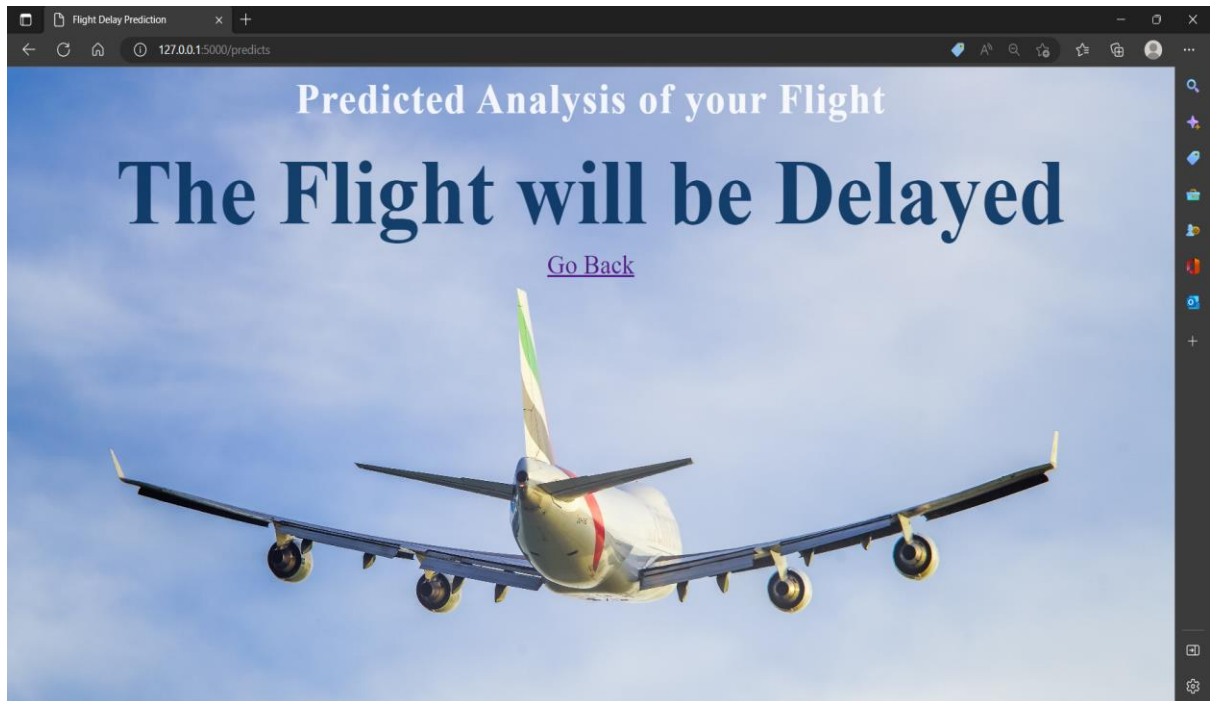 Flight Delay Prediction
127.0.0.1:5000/predicts
Predicted Analysis of your Flight
The Flight will be Delayed
Go Back